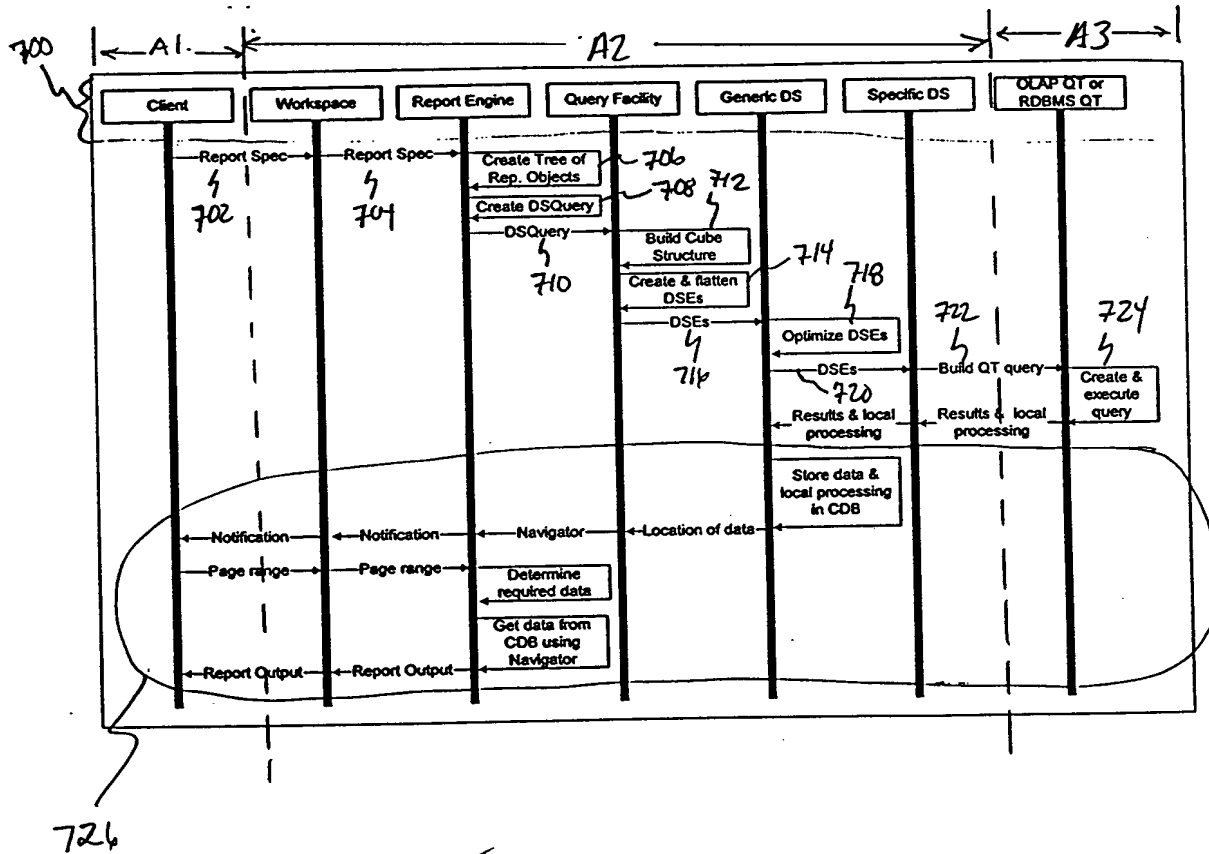 A1.
A2
A3
700
Client
Workspace
Report Engine
Query Facility
Generic DS
Specific DS
OLAP QT or
RDBMS QT
Report Spec
702
Report Spec
704
Create Tree of
Rep. Objects
706
Create DSQuery
708
DSQuery
710
Build Cube
Structure
712
Create & flatten
DSEs
714
DSEs
716
Optimize DSEs
718
DSEs
720
Build QT query
722
Create &
execute
query
724
Results & local
processing
Results & local
processing
Store data &
local processing
in CDB
Notification
Notification
Navigator
Location of data
Page range
Page range
Determine
required data
Get data from
CDB using
Navigator
Report Output
Report Output
726